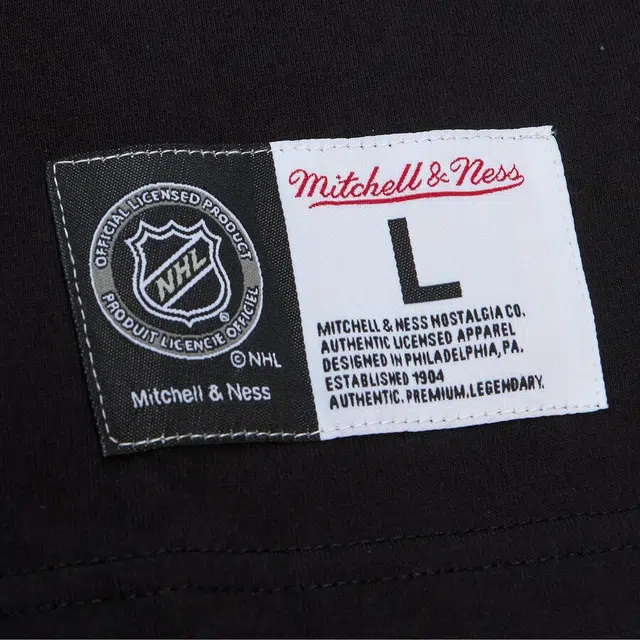 OFFICIAL LICENSED PRODUCT
NHL
®
PRODUIT LICENCIE OFFICIEL
© NHL
Mitchell & Ness
Mitchell & Ness
L
MITCHELL & NESS NOSTALGIA CO.
AUTHENTIC LICENSED APPAREL
DESIGNED IN PHILADELPHIA, PA.
ESTABLISHED 1904
AUTHENTIC. PREMIUM. LEGENDARY.